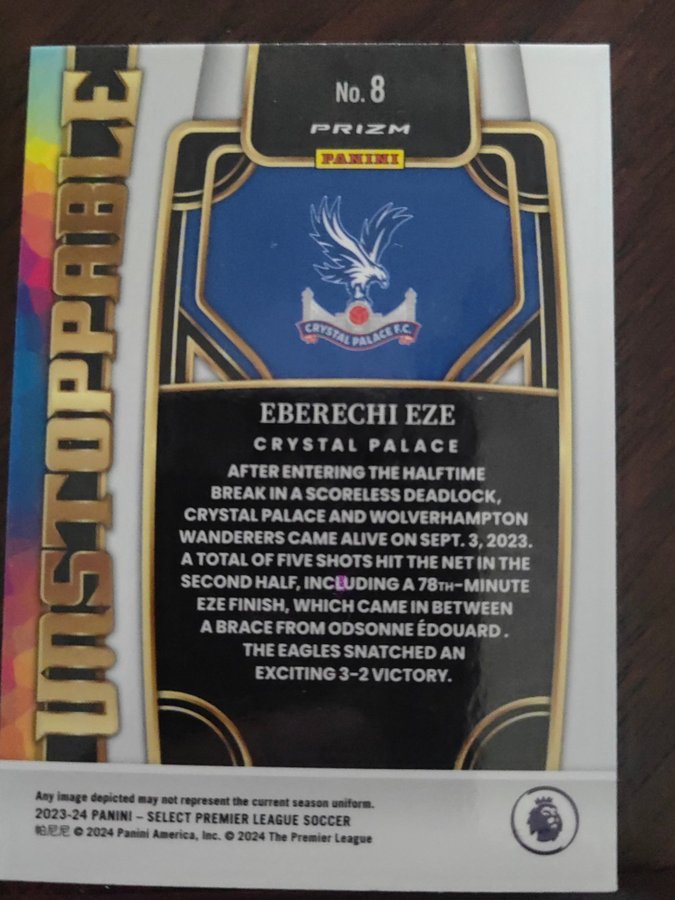 UNSTOPPABLE
No. 8
PRIZM
PANINI
CRYSTAL PALACE F.C.
EBERECHI EZE
CRYSTAL PALACE
AFTER ENTERING THE HALFTIME
BREAK IN A SCORELESS DEADLOCK,
CRYSTAL PALACE AND WOLVERHAMPTON
WANDERERS CAME ALIVE ON SEPT. 3, 2023.
A TOTAL OF FIVE SHOTS HIT THE NET IN THE
SECOND HALF, INCLUDING A 78TH-MINUTE
EZE FINISH, WHICH CAME IN BETWEEN
A BRACE FROM ODSONNE ÉDOUARD .
THE EAGLES SNATCHED AN
EXCITING 3-2 VICTORY.
Any image depicted may not represent the current season uniform.
2023-24 PANINI – SELECT PREMIER LEAGUE SOCCER
帕尼尼 © 2024 Panini America, Inc. © 2024 The Premier League